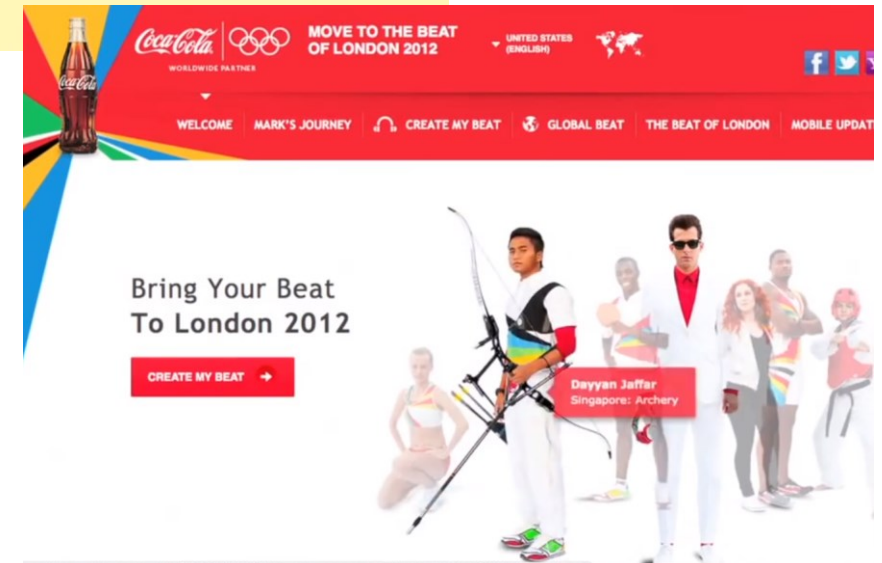 Coca-Cola
WORLDWIDE PARTNER
MOVE TO THE BEAT
OF LONDON 2012
UNITED STATES
(ENGLISH)
Coca-Cola
WELCOME MARK'S JOURNEY CREATE MY BEAT GLOBAL BEAT THE BEAT OF LONDON MOBILE UPDAT
Bring Your Beat
To London 2012
CREATE MY BEAT
Dayyan Jaffar
Singapore: Archery